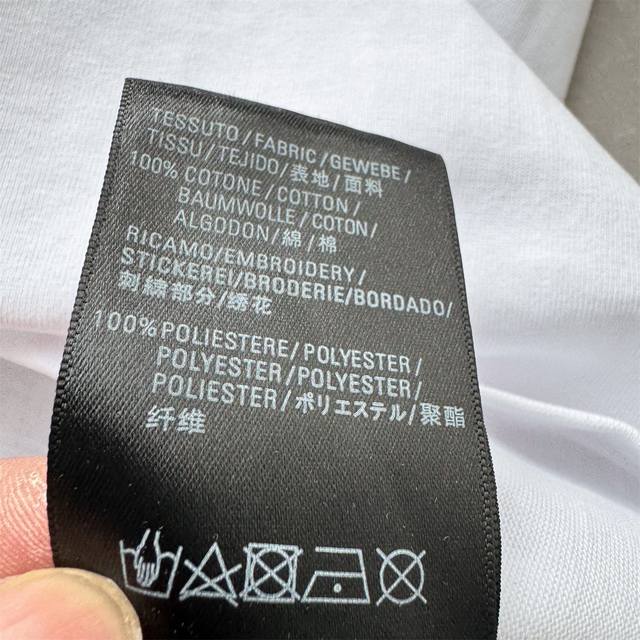 TESSUTO/FABRIC/GEWEBE/
TISSU/TEJIDO/表地/面料
100% COTONE/COTTON/
BAUMWOLLE/COTON/
ALGODON/綿/棉
RICAMO/EMBROIDERY/
STICKEREI/BRODERIE/BORDADO/
刺繍部分/绣花
100% POLIESTERE/POLYESTER/
POLYESTER/POLYESTER/
POLIESTER/ポリエステル/聚酯
纤维